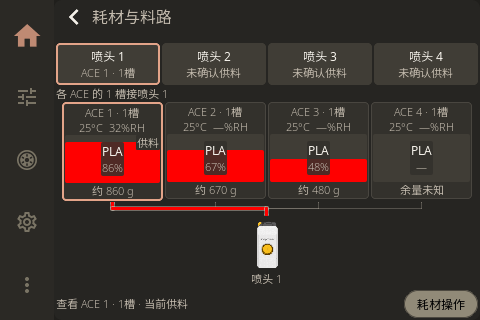 耗材与料路
喷头 1
ACE 1 · 1槽
喷头 2
未确认供料
喷头 3
未确认供料
喷头 4
未确认供料
各 ACE 的 1 槽接喷头 1
ACE 1 · 1槽
25°C 32%RH
供料
PLA
86%
约 860 g
ACE 2 · 1槽
25°C —%RH
PLA
67%
约 670 g
ACE 3 · 1槽
25°C —%RH
PLA
48%
约 480 g
ACE 4 · 1槽
25°C —%RH
PLA
—
余量未知
喷头 1
查看 ACE 1 · 1槽 · 当前供料
耗材操作